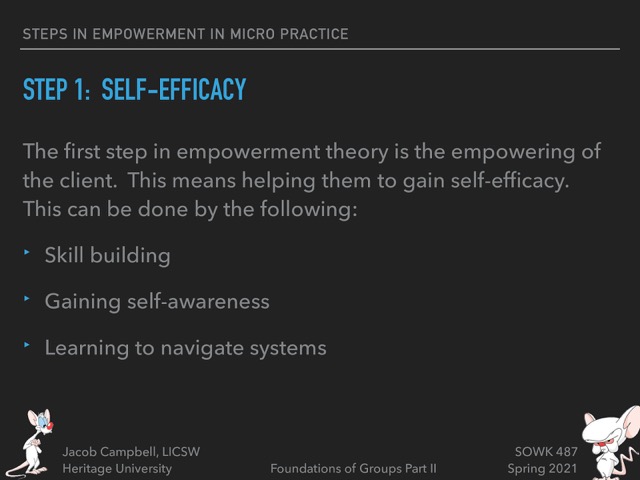 STEPS IN EMPOWERMENT IN MICRO PRACTICE
STEP 1: SELF-EFFICACY
The first step in empowerment theory is the empowering of
the client. This means helping them to gain self-efficacy.
This can be done by the following:
‣ Skill building
‣ Gaining self-awareness
‣ Learning to navigate systems
Jacob Campbell, LICSW
Heritage University
Foundations of Groups Part II
SOWK 487
Spring 2021